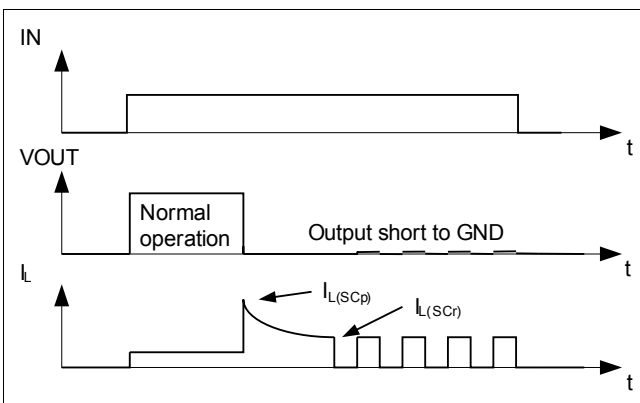 IN
t
VOUT
Normal
operation
Output short to GND
t
IL
IL(SCp)
IL(SCr)
t